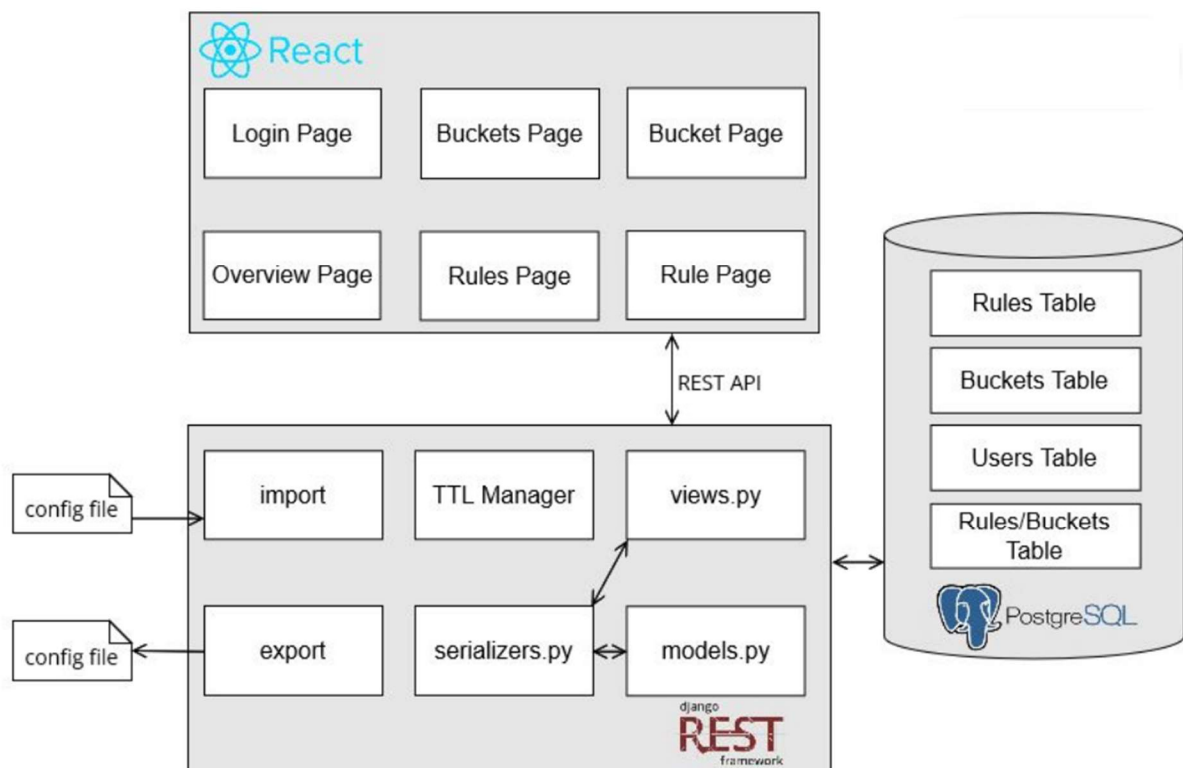 React
Login Page
Buckets Page
Bucket Page
Overview Page
Rules Page
Rule Page
REST API
Rules Table
Buckets Table
Users Table
Rules/Buckets
Table
PostgreSQL
config file
import
TTL Manager
views.py
config file
export
serializers.py
models.py
django
REST
framework